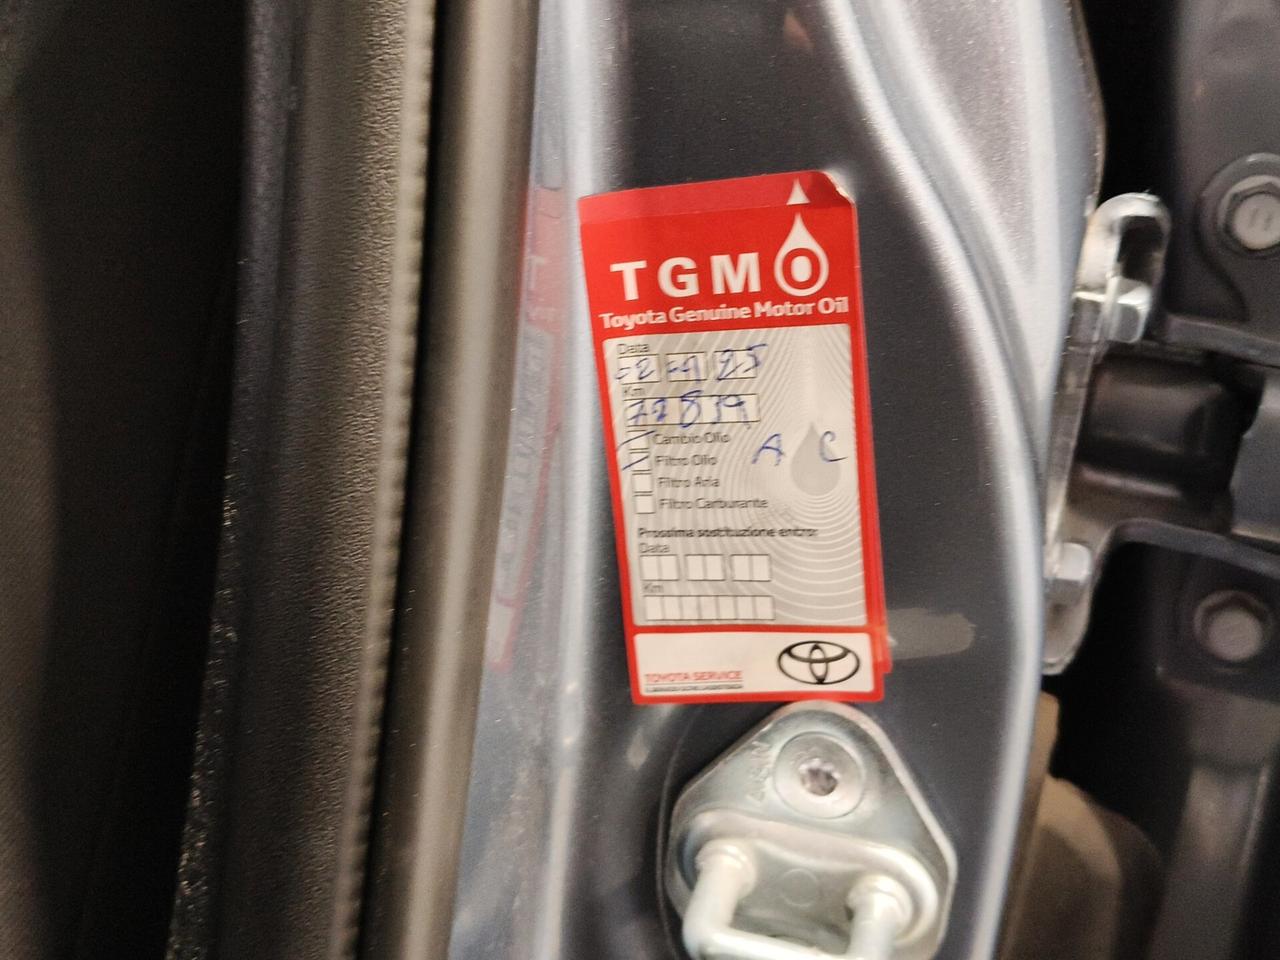 TGMO
Toyota Genuine Motor Oil
Data
Km
Cambio Olio
Filtro Olio A C
Filtro Aria
Filtro Carburante
Prossima sostituzione entro:
Data
Km
TOYOTA SERVICE